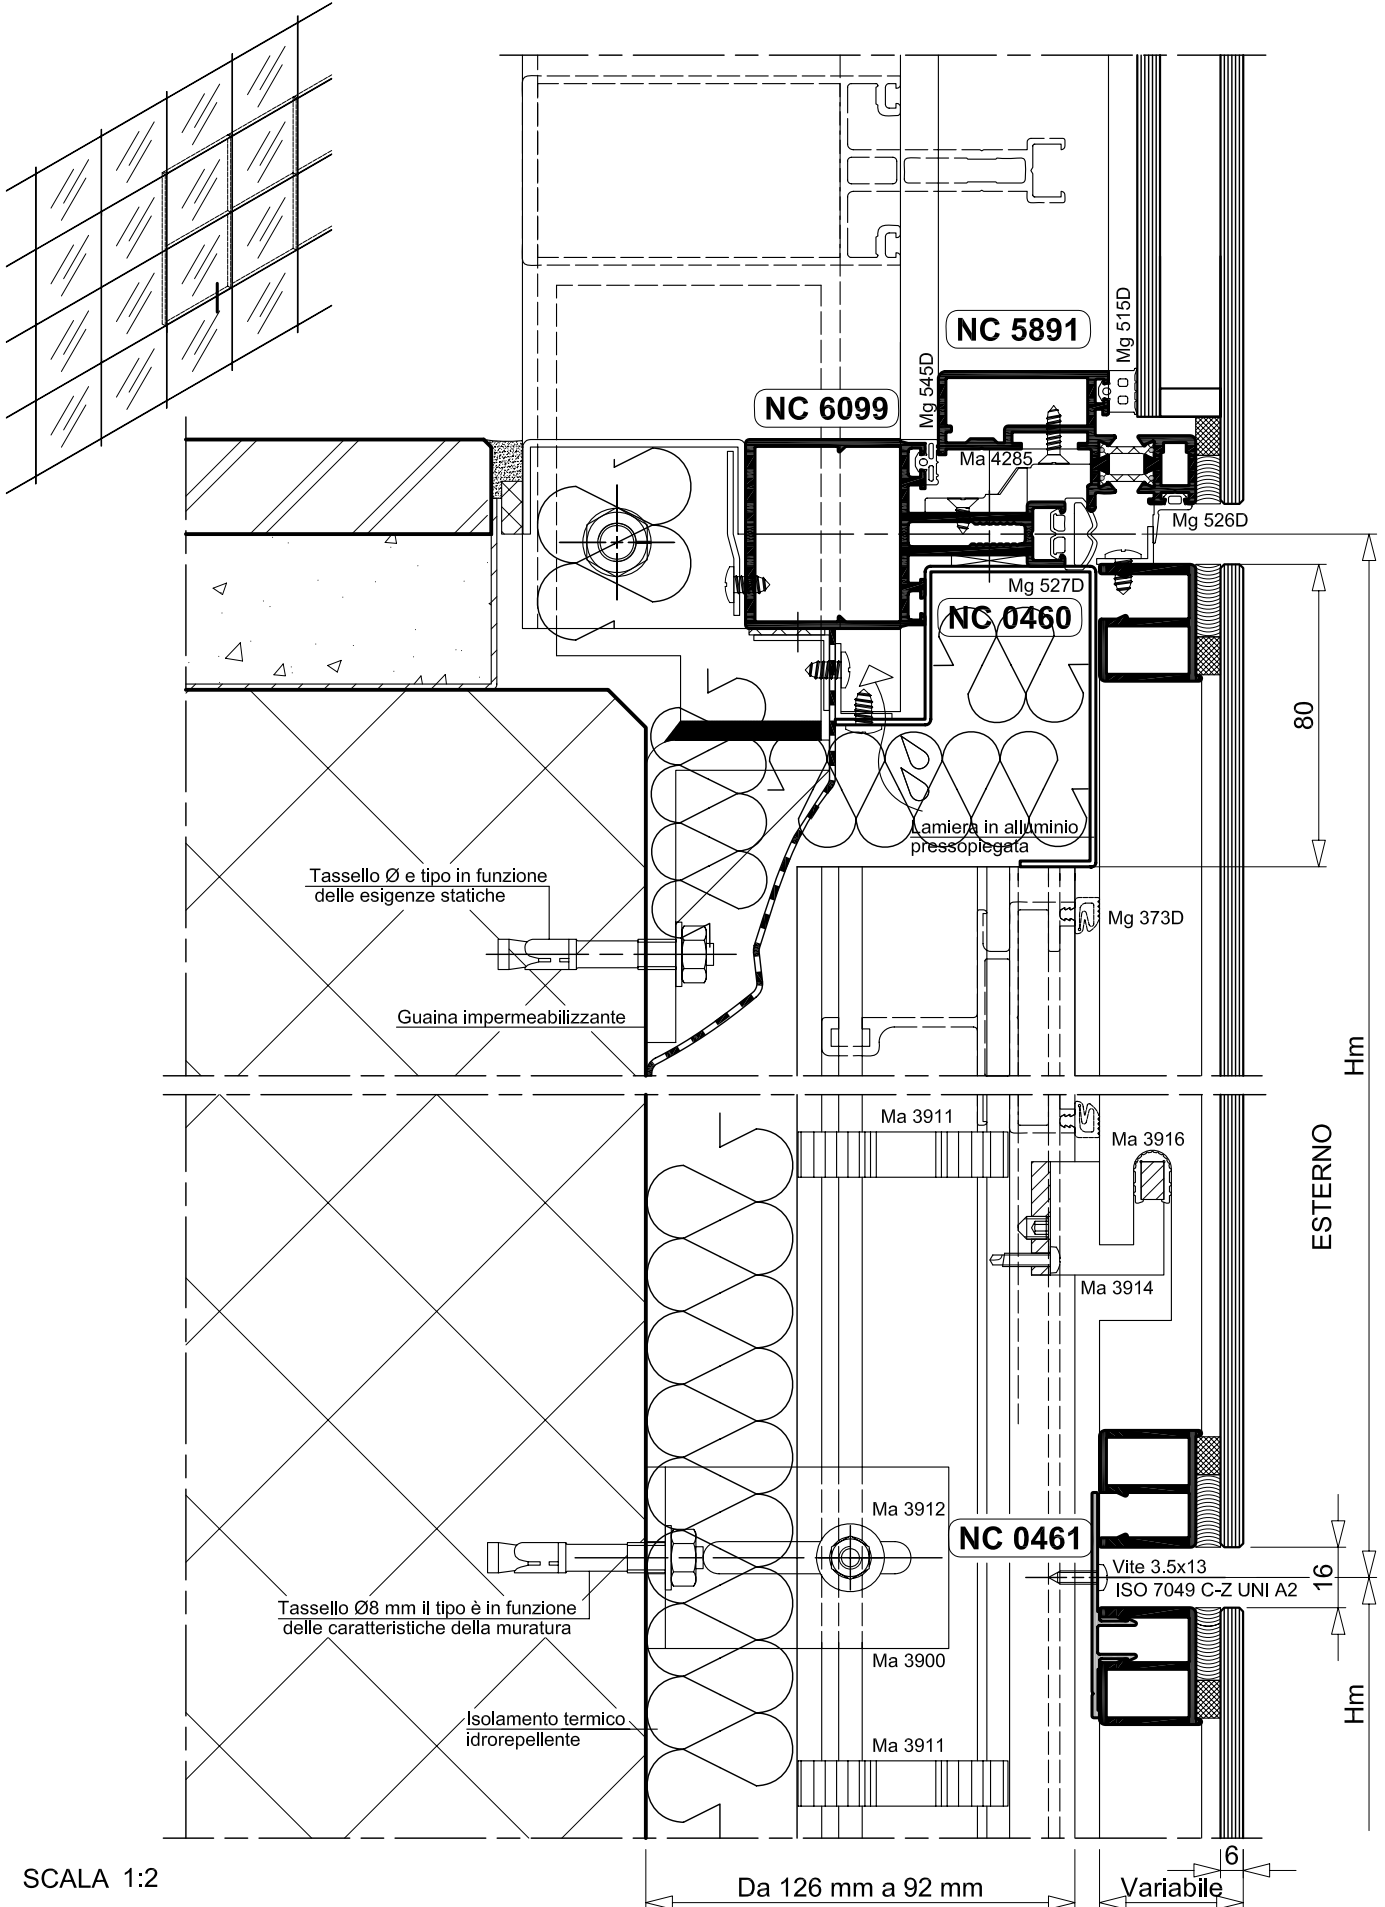 Mg 515D
NC 5891
Mg 545D
NC 6099
Ma 4285
Mg 526D
Mg 527D
NC 0460
80
Lamiera in alluminio
pressopiegata
Tassello Ø e tipo in funzione
delle esigenze statiche
Mg 373D
Guaina impermeabilizzante
Hm
Ma 3911
Ma 3916
ESTERNO
Ma 3914
Ma 3912
NC 0461
Vite 3.5x13
ISO 7049 C-Z UNI A2
16
Tassello Ø8 mm il tipo è in funzione
delle caratteristiche della muratura
Ma 3900
Hm
Isolamento termico
idrorepellente
Ma 3911
6
SCALA 1:2
Da 126 mm a 92 mm
Variabile